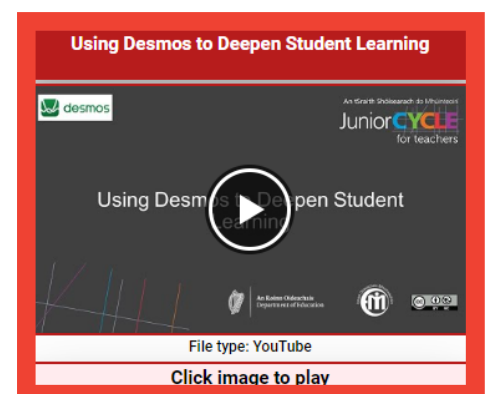 Using Desmos to Deepen Student Learning
desmos
An tSraith Shóisearach do Mhúinteoirí
JuniorCYCLE
for teachers
Using Desmos to Deepen Student
Learning
An Roinn Oideachais
Department of Education
File type: YouTube
Click image to play